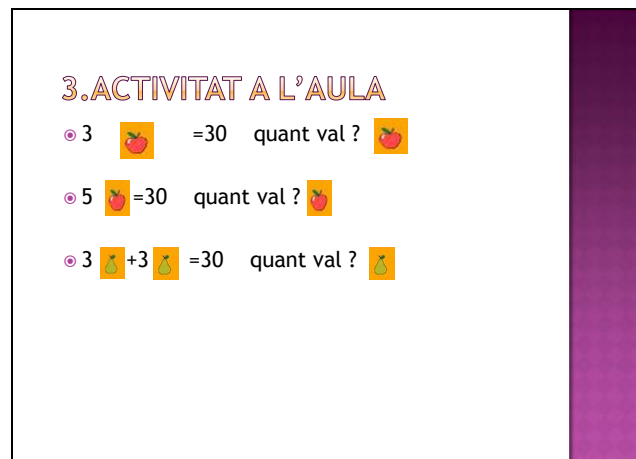 3.ACTIVITAT A L'AULA
3 =30 quant val ?
5 =30 quant val ?
3 +3 =30 quant val ?